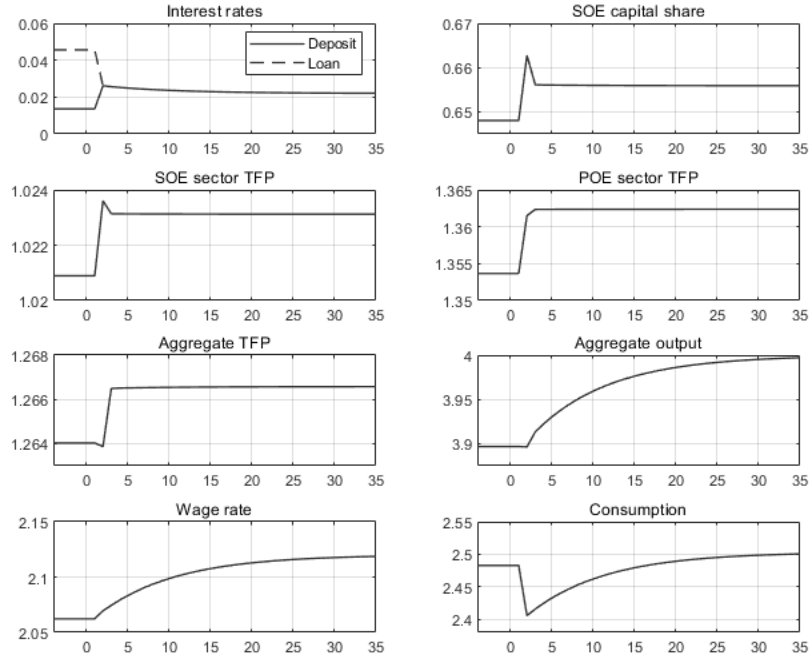 Interest rates
0.06
0.04
0.02
0
Deposit
Loan
0 5 10 15 20 25 30 35
SOE capital share
0.67
0.66
0.65
0 5 10 15 20 25 30 35
SOE sector TFP
1.024
1.022
1.02
0 5 10 15 20 25 30 35
POE sector TFP
1.365
1.36
1.355
1.35
0 5 10 15 20 25 30 35
Aggregate TFP
1.268
1.266
1.264
0 5 10 15 20 25 30 35
Aggregate output
4
3.95
3.9
0 5 10 15 20 25 30 35
Wage rate
2.15
2.1
2.05
0 5 10 15 20 25 30 35
Consumption
2.55
2.5
2.45
2.4
0 5 10 15 20 25 30 35